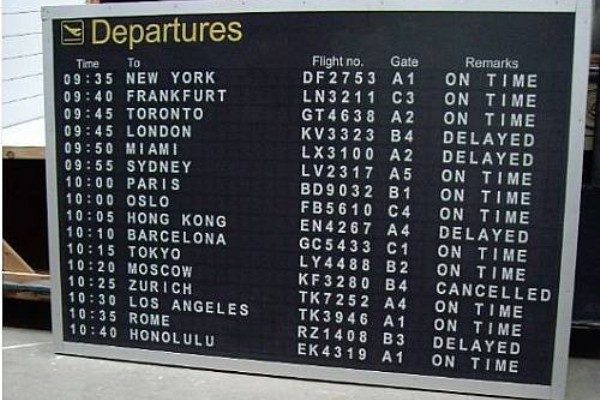 Departures
Time To Flight no. Gate Remarks
09:35 NEW YORK DF2753 A1 ON TIME
09:40 FRANKFURT LN3211 C3 ON TIME
09:45 TORONTO GT4638 A2 ON TIME
09:45 LONDON KV3323 B4 DELAYED
09:50 MIAMI LX3100 A2 DELAYED
09:55 SYDNEY LV2317 A5 ON TIME
10:00 PARIS BD9032 B1 ON TIME
10:00 OSLO FB5610 C4 ON TIME
10:05 HONG KONG EN4267 A4 DELAYED
10:10 BARCELONA GC5433 C1 ON TIME
10:15 TOKYO LY4488 B2 ON TIME
10:20 MOSCOW KF3280 B4 CANCELLED
10:25 ZURICH TK7252 A4 ON TIME
10:30 LOS ANGELES TK3946 A1 ON TIME
10:35 ROME RZ1408 B3 DELAYED
10:40 HONOLULU EK4319 A1 ON TIME